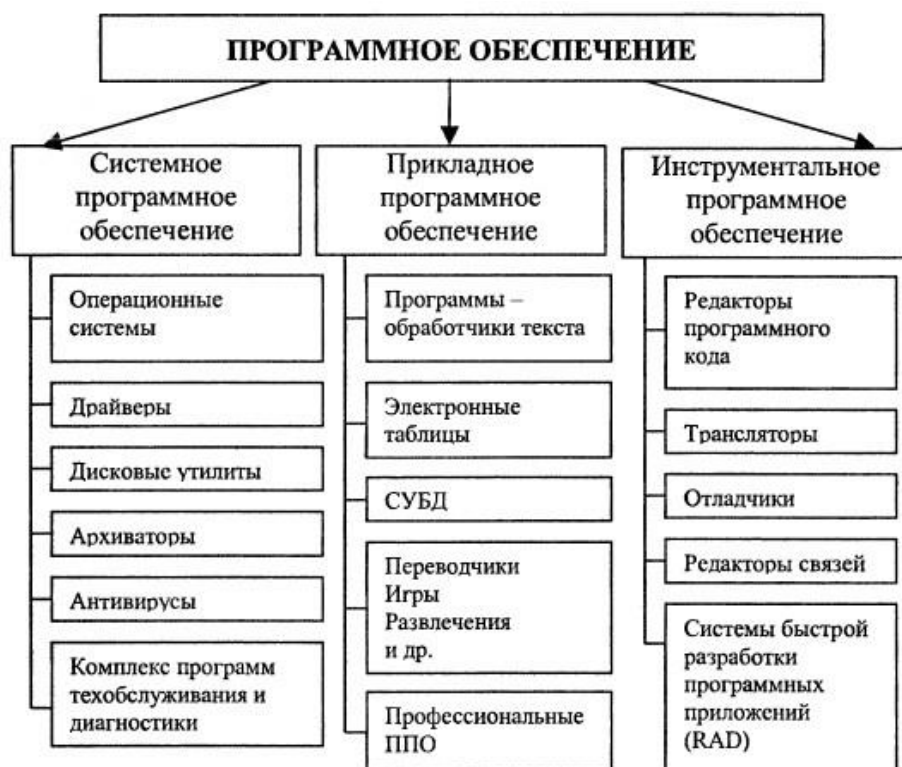 ПРОГРАММНОЕ ОБЕСПЕЧЕНИЕ
Системное
программное
обеспечение
Операционные
системы
Драйверы
Дисковые утилиты
Архиваторы
Антивирусы
Комплекс программ
техобслуживания и
диагностики
Прикладное
программное
обеспечение
Программы –
обработчики текста
Электронные
таблицы
СУБД
Переводчики
Игры
Развлечения
и др.
Профессиональные
ППО
Инструментальное
программное
обеспечение
Редакторы
программного
кода
Трансляторы
Отладчики
Редакторы связей
Системы быстрой
разработки
программных
приложений
(RAD)